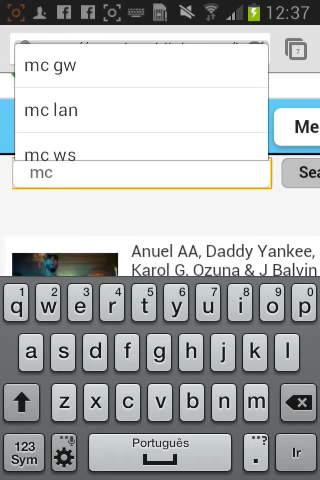 12:37
7
mc gw
mc lan
mc ws
Me
mc
Sea
Anuel AA, Daddy Yankee,
Karol G, Ozuna & J Balvin
1 2 3 4 5 6 7 8 9 0
q w e r t y u i o p
a s d f g h j k l
z x c v b n m
123
Sym
Português
..?
.
Ir